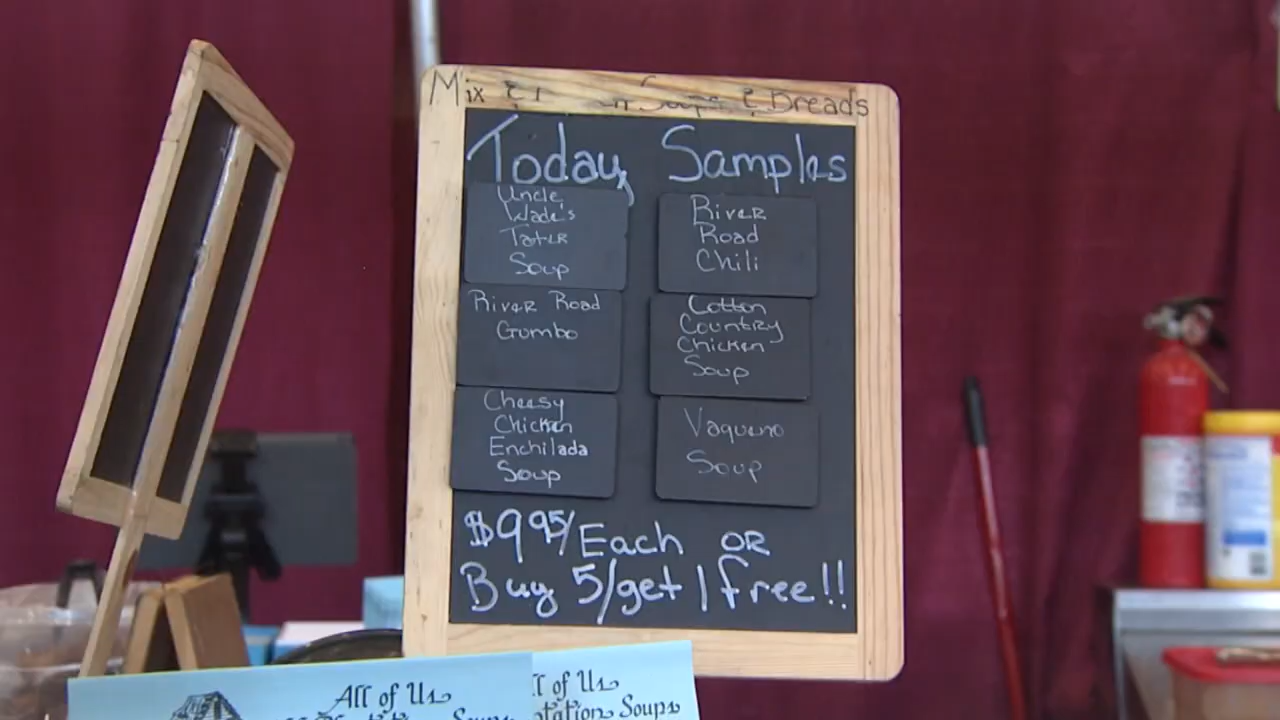 Mix & Soups & Breads
Today Samples
Uncle
Wade's
Tater
Soup
River
Road
Chili
River Road
Gumbo
Cotton
Country
Chicken
Soup
Cheesy
Chicken
Enchilada
Soup
Vaquero
Soup
$9 95/Each OR
Buy 5/get 1 free!!
All of Us
Soups
of Us
Soups